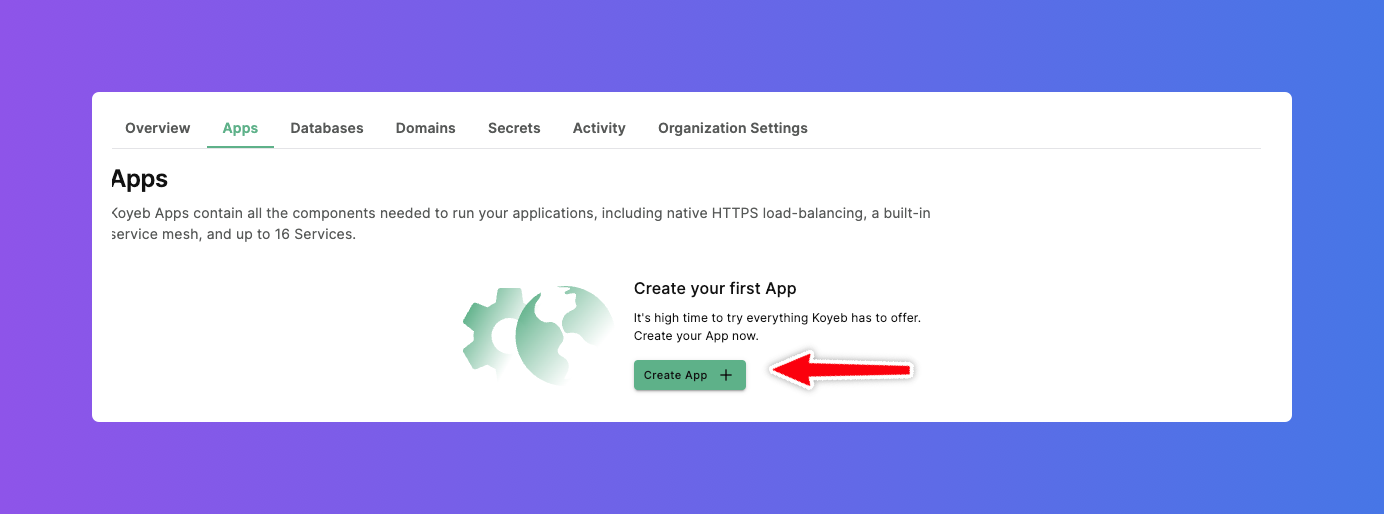 Overview Apps Databases Domains Secrets Activity Organization Settings
Apps
Koyeb Apps contain all the components needed to run your applications, including native HTTPS load-balancing, a built-in
service mesh, and up to 16 Services.
Create your first App
It's high time to try everything Koyeb has to offer.
Create your App now.
Create App +